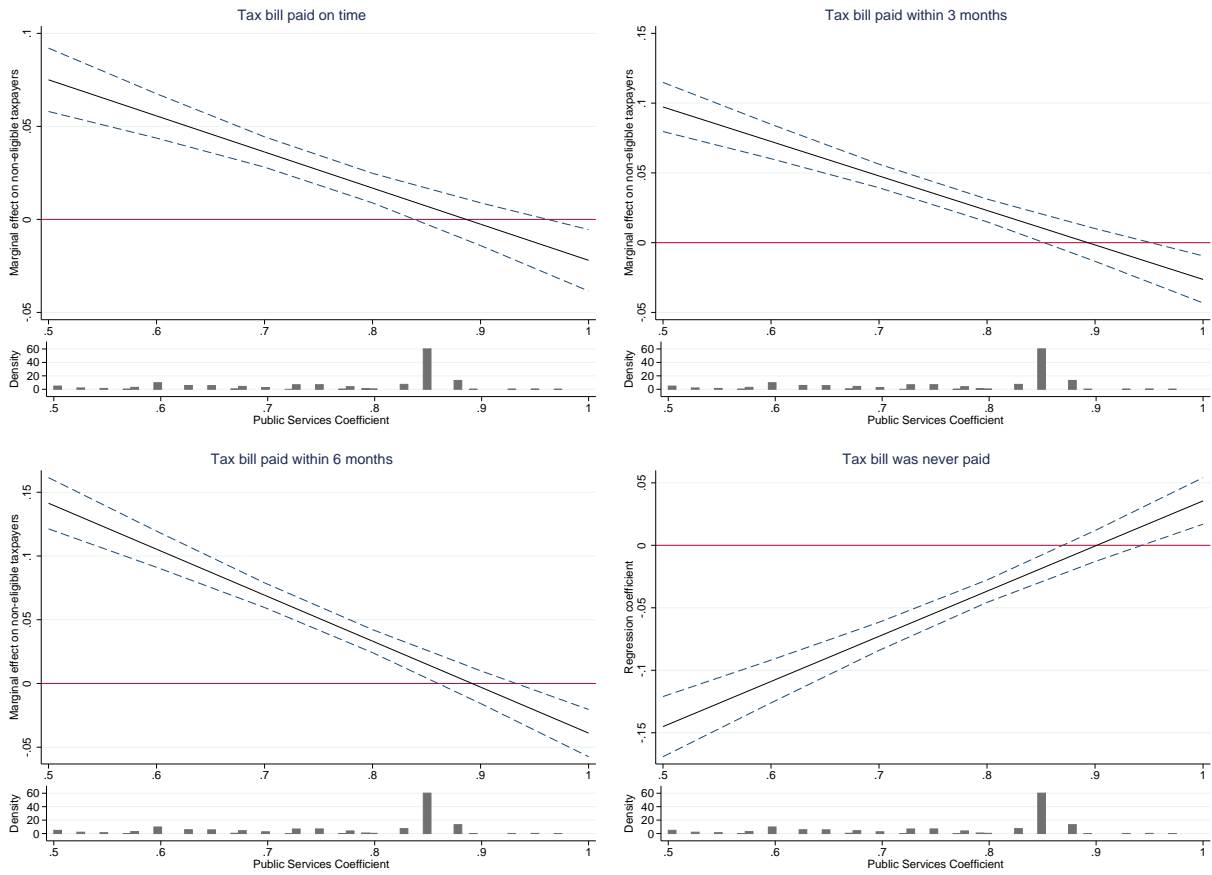 Tax bill paid on time
Marginal effect on non-eligible taxpayers
.1
.05
0
-.05
.5 .6 .7 .8 .9 1
Density
60
40
20
0
.5 .6 .7 .8 .9 1
Public Services Coefficient
Tax bill paid within 3 months
Marginal effect on non-eligible taxpayers
.15
.1
.05
0
-.05
.5 .6 .7 .8 .9 1
Density
60
40
20
0
.5 .6 .7 .8 .9 1
Public Services Coefficient
Tax bill paid within 6 months
Marginal effect on non-eligible taxpayers
.15
.1
.05
0
-.05
.5 .6 .7 .8 .9 1
Density
60
40
20
0
.5 .6 .7 .8 .9 1
Public Services Coefficient
Tax bill was never paid
Regression coefficient
.05
0
-.05
-.1
-.15
.5 .6 .7 .8 .9 1
Density
60
40
20
0
.5 .6 .7 .8 .9 1
Public Services Coefficient